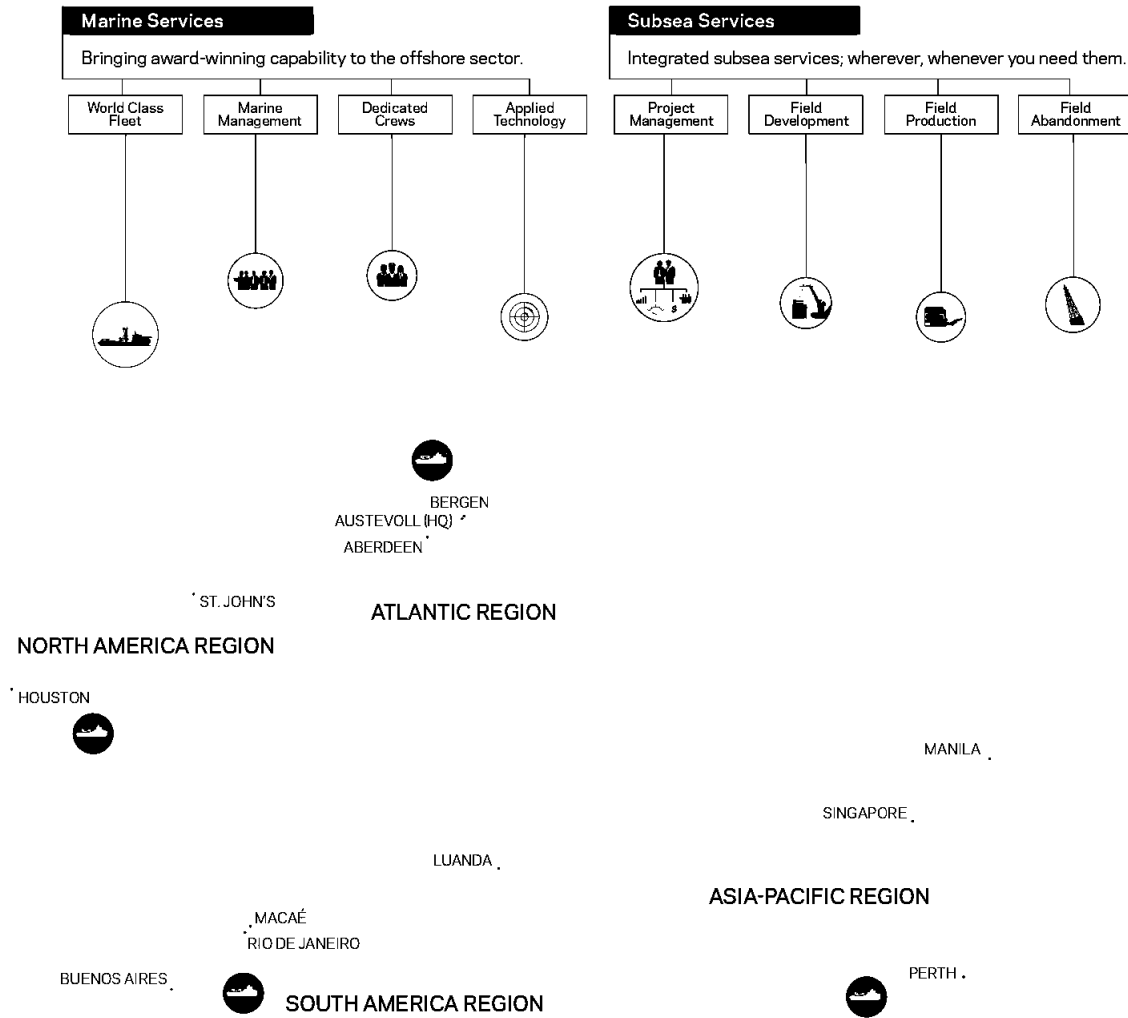 Marine Services
Bringing award-winning capability to the offshore sector.
World Class
Fleet
Marine
Management
Dedicated
Crews
Applied
Technology
Subsea Services
Integrated subsea services; wherever, whenever you need them.
Project
Management
Field
Development
Field
Production
Field
Abandonment
$
BERGEN
AUSTEVOLL (HQ)
ABERDEEN
ST. JOHN'S
ATLANTIC REGION
NORTH AMERICA REGION
HOUSTON
MANILA
SINGAPORE
LUANDA
ASIA-PACIFIC REGION
MACAÉ
RIO DE JANEIRO
BUENOS AIRES
PERTH
SOUTH AMERICA REGION